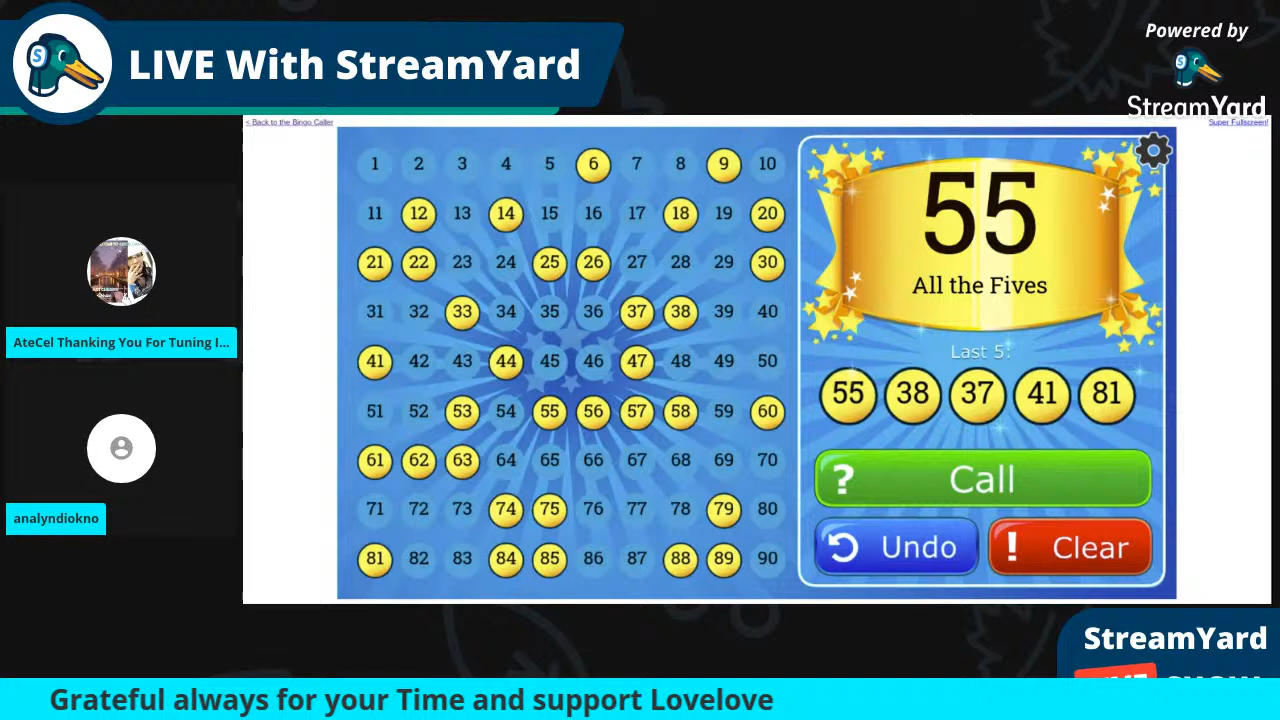 LIVE With StreamYard
Powered by
StreamYard
< Back to the Bingo Caller
Super Fullscreen!
1 2 3 4 5 6 7 8 9 10
11 12 13 14 15 16 17 18 19 20
21 22 23 24 25 26 27 28 29 30
31 32 33 34 35 36 37 38 39 40
41 42 43 44 45 46 47 48 49 50
51 52 53 54 55 56 57 58 59 60
61 62 63 64 65 66 67 68 69 70
71 72 73 74 75 76 77 78 79 80
81 82 83 84 85 86 87 88 89 90
55
All the Fives
Last 5:
55 38 37 41 81
? Call
Undo
! Clear
AteCel Thanking You For Tuning I...
analyndiokno
StreamYard
Grateful always for your Time and support Lovelove